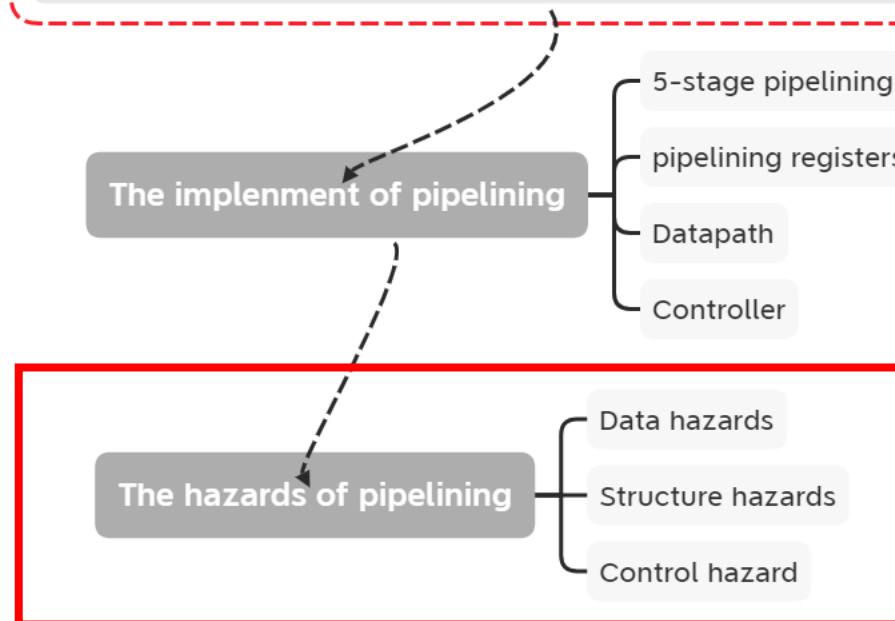 5-stage pipelining
pipelining registers
The implenment of pipelining
Datapath
Controller
Data hazards
The hazards of pipelining
Structure hazards
Control hazard